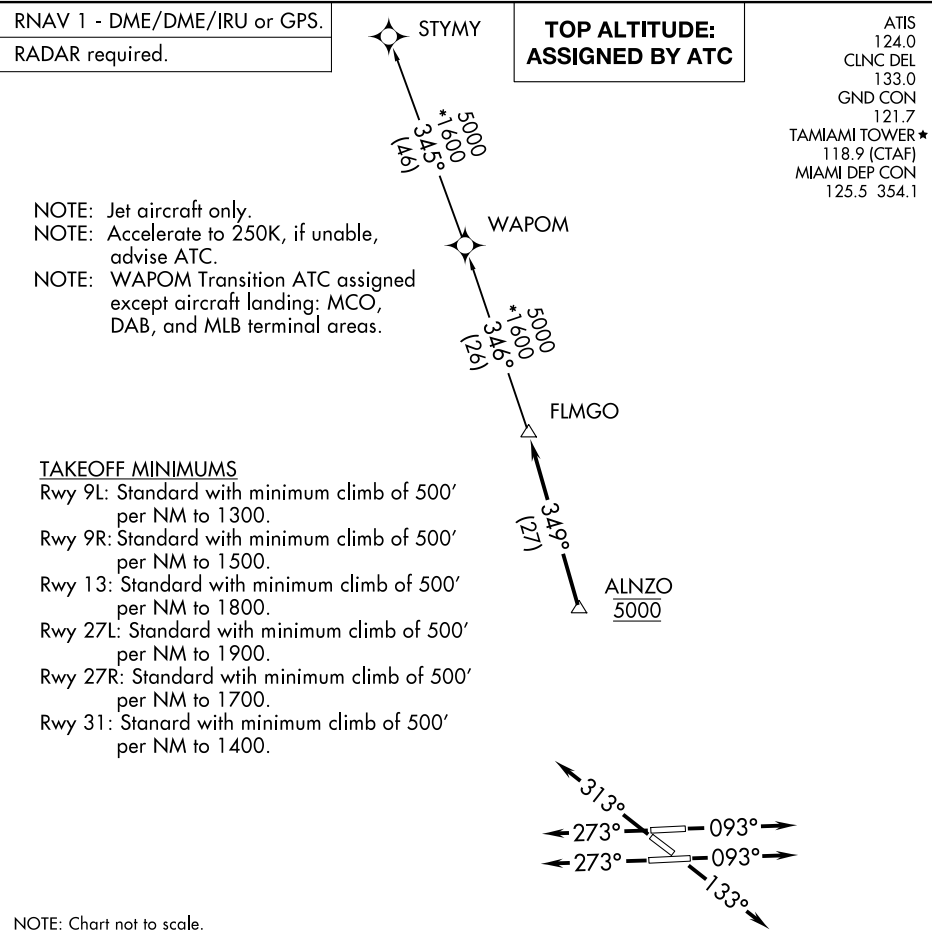 RNAV 1 - DME/DME/IRU or GPS.
RADAR required.
STYMY
TOP ALTITUDE:
ASSIGNED BY ATC
ATIS
124.0
CLNC DEL
133.0
GND CON
121.7
TAMIAMI TOWER★
118.9 (CTAF)
MIAMI DEP CON
125.5 354.1
5000
*1600
345°
(46)
NOTE: Jet aircraft only.
NOTE: Accelerate to 250K, if unable,
advise ATC.
NOTE: WAPOM Transition ATC assigned
except aircraft landing: MCO,
DAB, and MLB terminal areas.
WAPOM
5000
*1600
346°
(26)
FLMGO
349°
(27)
ALNZO
5000
TAKEOFF MINIMUMS
Rwy 9L: Standard with minimum climb of 500′
per NM to 1300.
Rwy 9R: Standard with minimum climb of 500′
per NM to 1500.
Rwy 13: Standard with minimum climb of 500′
per NM to 1800.
Rwy 27L: Standard with minimum climb of 500′
per NM to 1900.
Rwy 27R: Standard wtih minimum climb of 500′
per NM to 1700.
Rwy 31: Stanard with minimum climb of 500′
per NM to 1400.
313°
273° 093°
273° 093°
133°
NOTE: Chart not to scale.